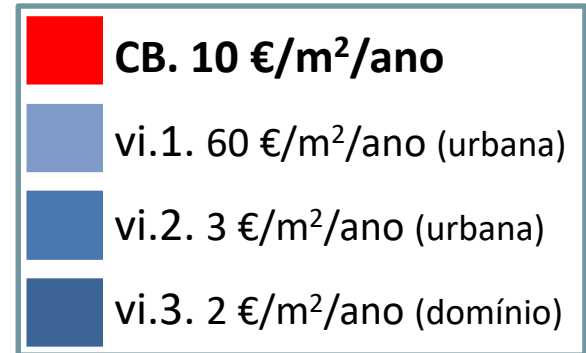 CB. 10 €/m²/ano
vi.1. 60 €/m²/ano (urbana)
vi.2. 3 €/m²/ano (urbana)
vi.3. 2 €/m²/ano (domínio)